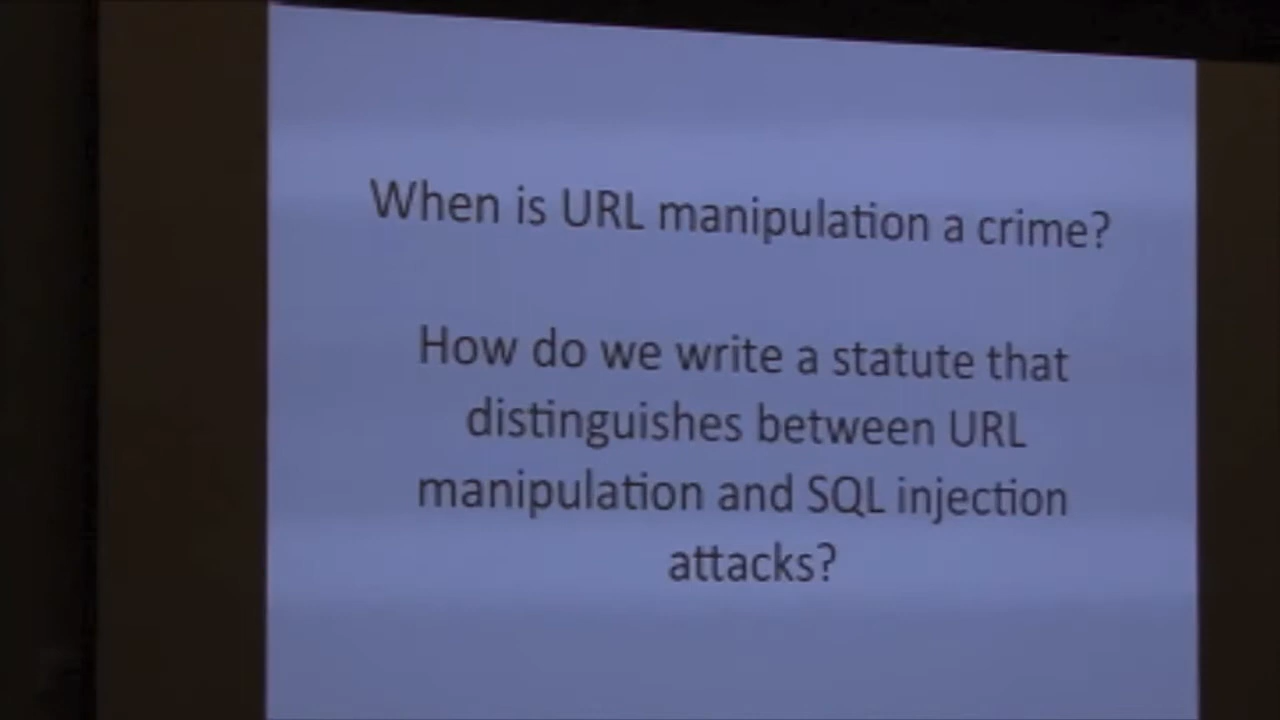 When is URL manipulation a crime?
How do we write a statute that
distinguishes between URL
manipulation and SQL injection
attacks?